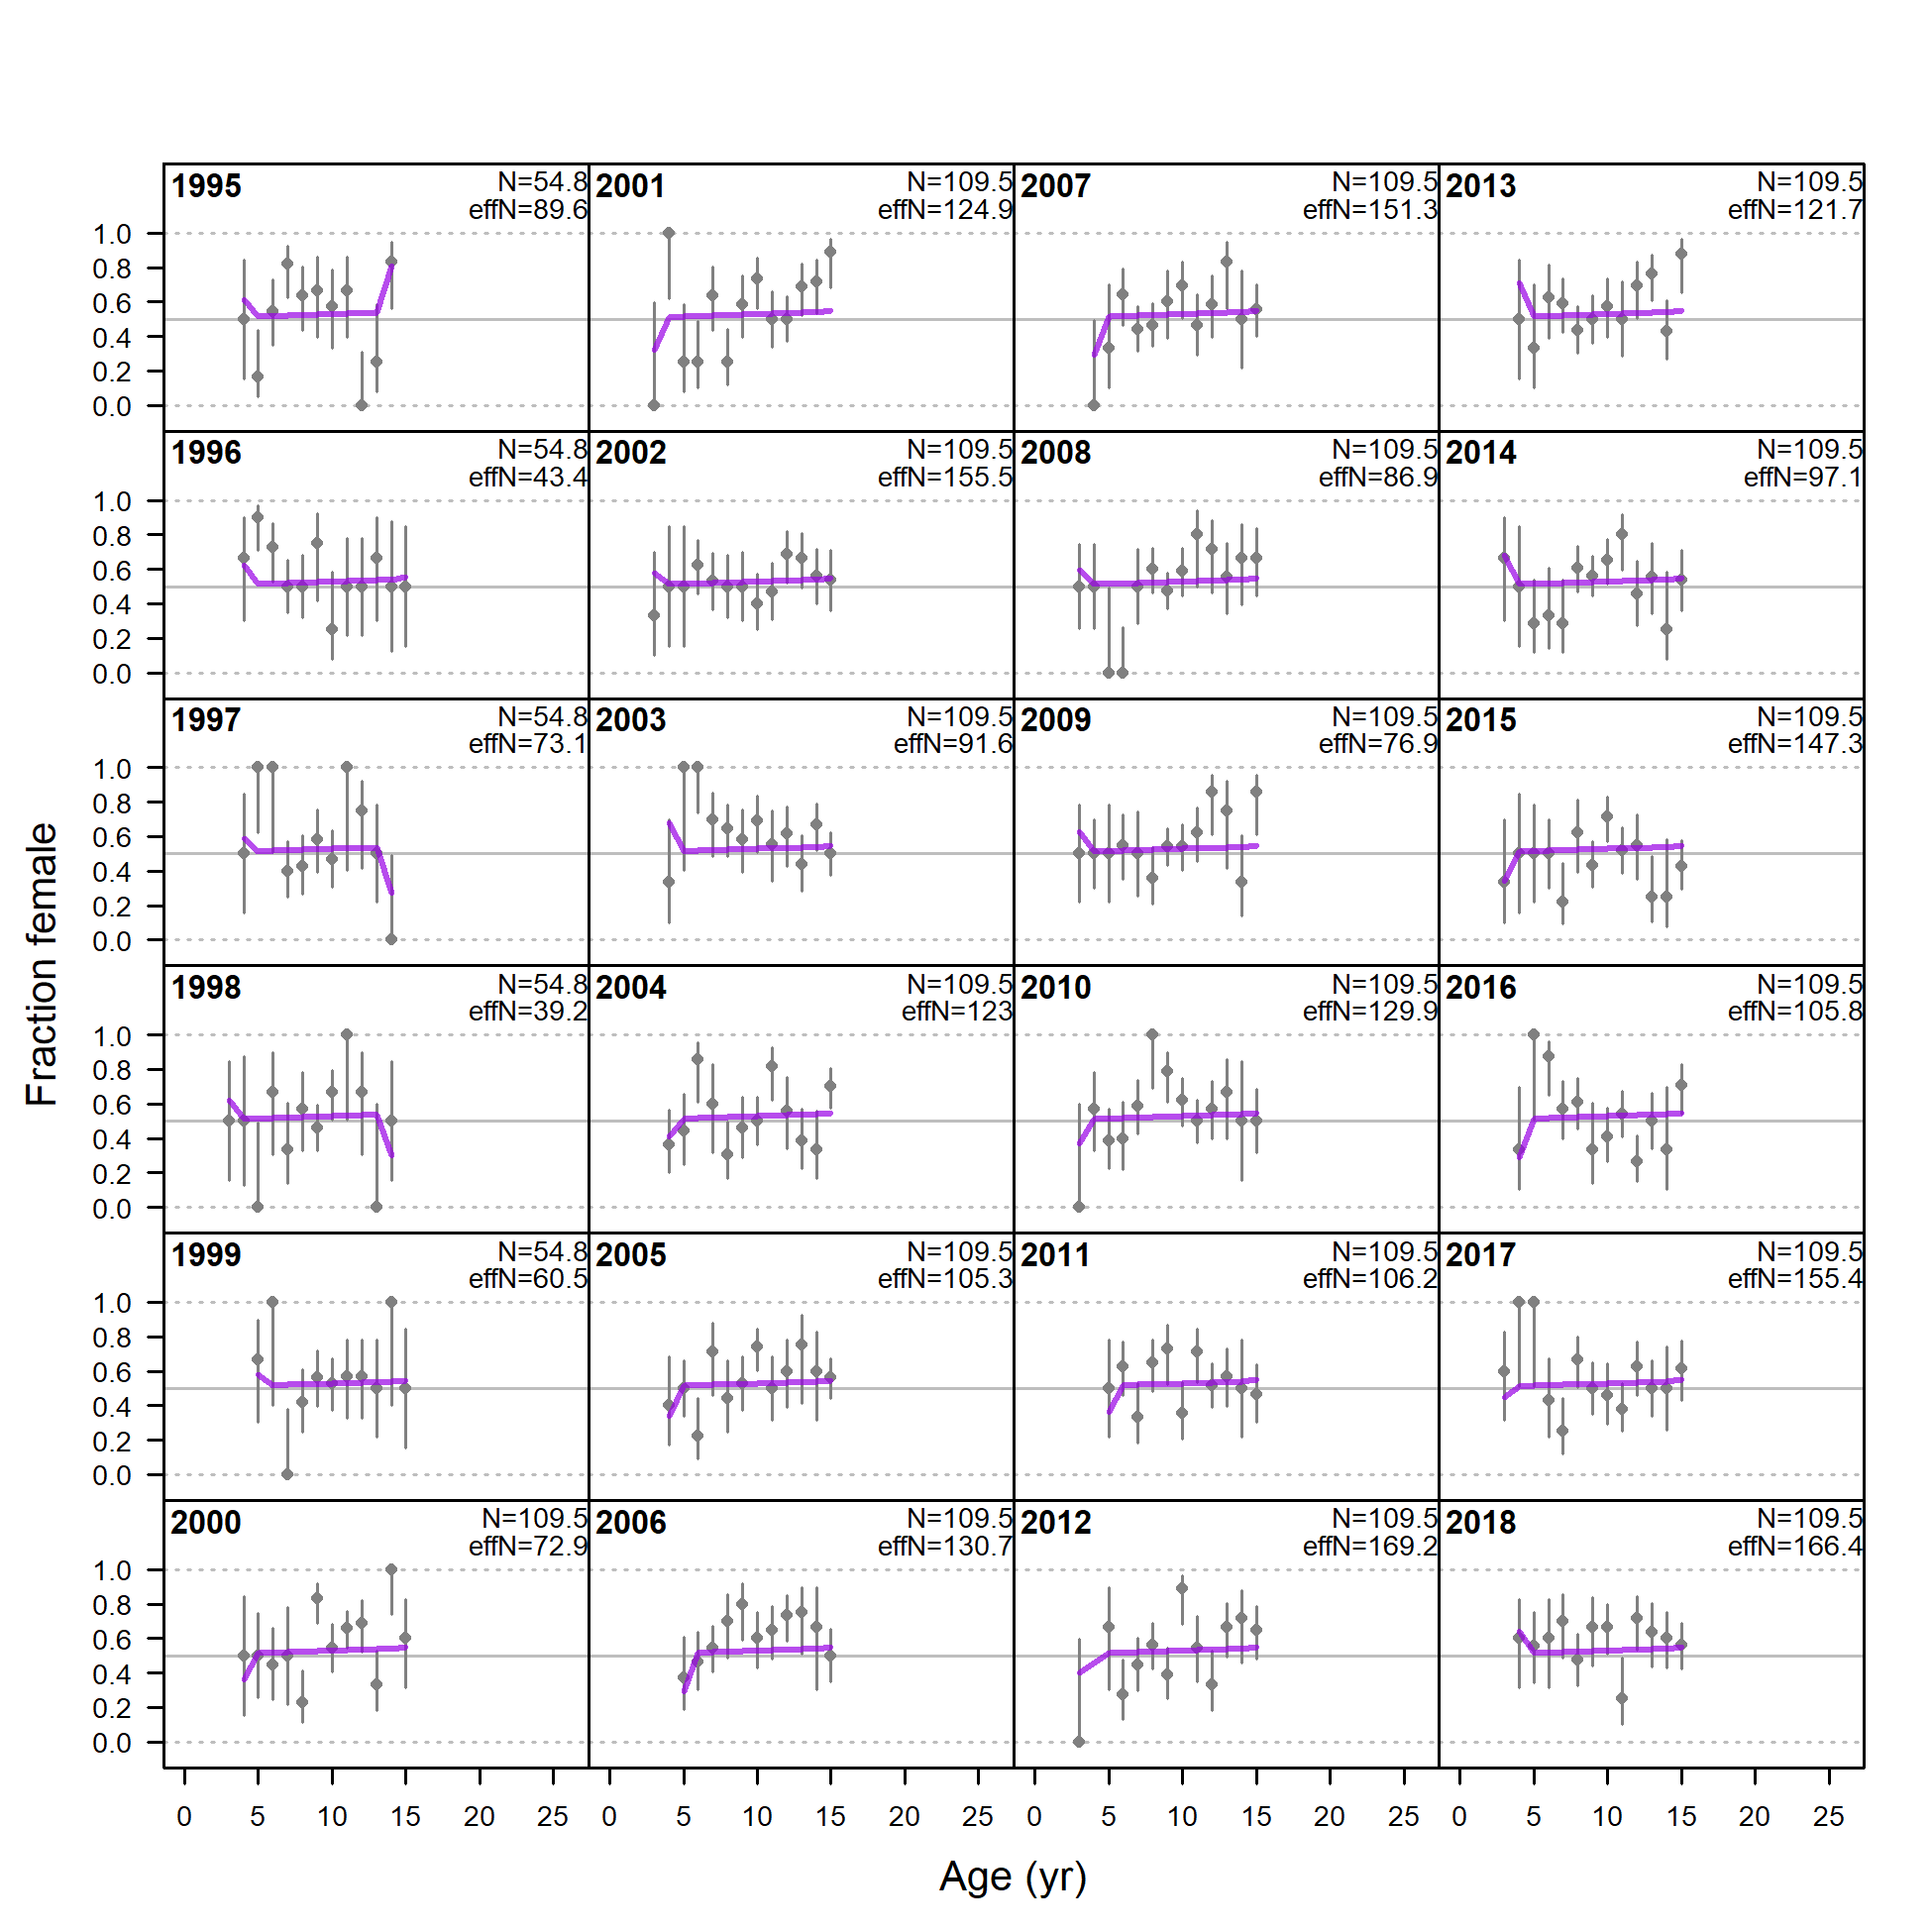 1995 N=54.8 2001 N=109.5 2007 N=109.5 2013 N=109.5
effN=89.6 effN=124.9 effN=151.3 effN=121.7
1.0
0.8
0.6
0.4
0.2
0.0
1996 N=54.8 2002 N=109.5 2008 N=109.5 2014 N=109.5
effN=43.4 effN=155.5 effN=86.9 effN=97.1
1.0
0.8
0.6
0.4
0.2
0.0
1997 N=54.8 2003 N=109.5 2009 N=109.5 2015 N=109.5
effN=73.1 effN=91.6 effN=76.9 effN=147.3
1.0
0.8
0.6
0.4
0.2
0.0
Fraction female
1998 N=54.8 2004 N=109.5 2010 N=109.5 2016 N=109.5
effN=39.2 effN=123 effN=129.9 effN=105.8
1.0
0.8
0.6
0.4
0.2
0.0
1999 N=54.8 2005 N=109.5 2011 N=109.5 2017 N=109.5
effN=60.5 effN=105.3 effN=106.2 effN=155.4
1.0
0.8
0.6
0.4
0.2
0.0
2000 N=109.5 2006 N=109.5 2012 N=109.5 2018 N=109.5
effN=72.9 effN=130.7 effN=169.2 effN=166.4
1.0
0.8
0.6
0.4
0.2
0.0
0 5 10 15 20 25 0 5 10 15 20 25 0 5 10 15 20 25 0 5 10 15 20 25
Age (yr)